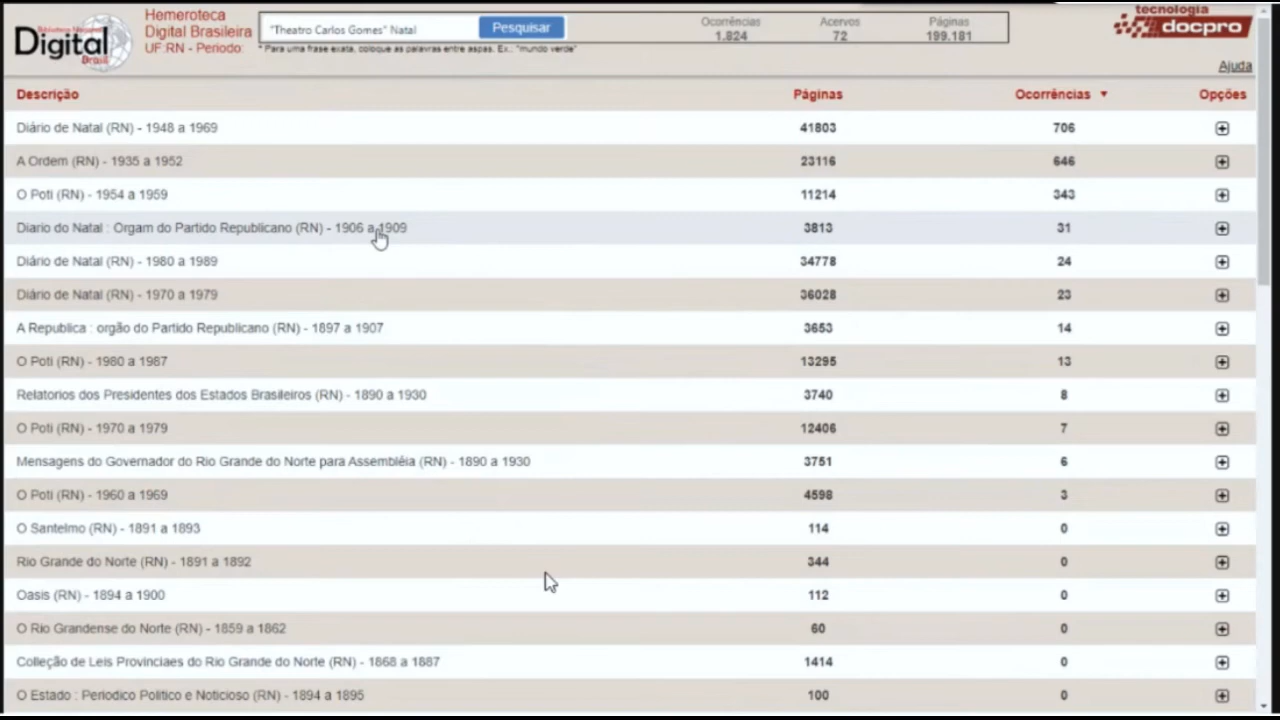 Biblioteca Nacional
Digital
Brasil
Hemeroteca
Digital Brasileira
UF:RN - Periodo:
"Theatro Carlos Gomes" Natal
Pesquisar
* Para uma frase exata, coloque as palavras entre aspas. Ex.: "mundo verde"
Ocorrências
1.824
Acervos
72
Páginas
199.181
tecnologia
docpro
Ajuda
Descrição Páginas Ocorrências ▼ Opções
Diário de Natal (RN) - 1948 a 1969 41803 706
A Ordem (RN) - 1935 a 1952 23116 646
O Poti (RN) - 1954 a 1959 11214 343
Diario do Natal : Orgam do Partido Republicano (RN) - 1906 a 1909 3813 31
Diário de Natal (RN) - 1980 a 1989 34778 24
Diário de Natal (RN) - 1970 a 1979 36028 23
A Republica : orgão do Partido Republicano (RN) - 1897 a 1907 3653 14
O Poti (RN) - 1980 a 1987 13295 13
Relatorios dos Presidentes dos Estados Brasileiros (RN) - 1890 a 1930 3740 8
O Poti (RN) - 1970 a 1979 12406 7
Mensagens do Governador do Rio Grande do Norte para Assembléia (RN) - 1890 a 1930 3751 6
O Poti (RN) - 1960 a 1969 4598 3
O Santelmo (RN) - 1891 a 1893 114 0
Rio Grande do Norte (RN) - 1891 a 1892 344 0
Oasis (RN) - 1894 a 1900 112 0
O Rio Grandense do Norte (RN) - 1859 a 1862 60 0
Colleção de Leis Provinciaes do Rio Grande do Norte (RN) - 1868 a 1887 1414 0
O Estado : Periodico Politico e Noticioso (RN) - 1894 a 1895 100 0